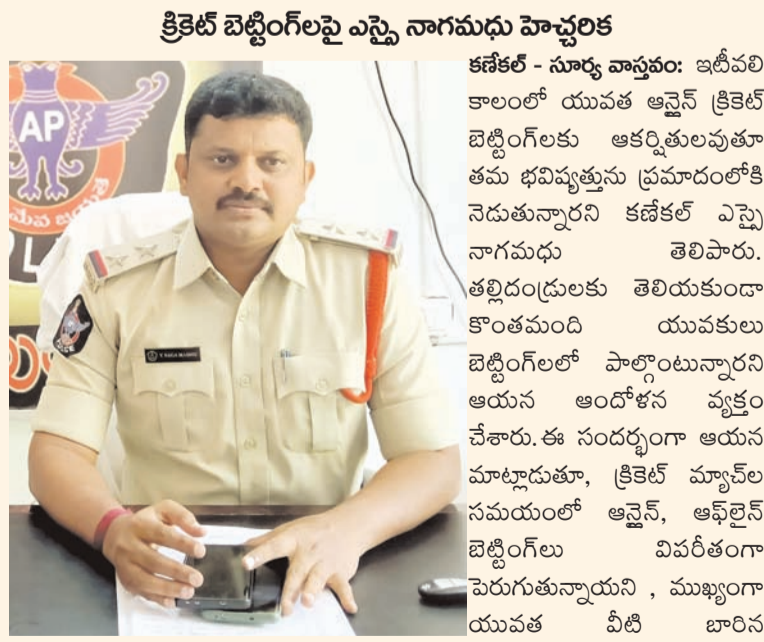 క్రికెట్ బెట్టింగ్‌లపై ఎస్సై నాగమధు హెచ్చరిక
AP
కణేకల్ - సూర్య వాస్తవం: ఇటీవలి
కాలంలో యువత ఆన్లైన్ క్రికెట్
బెట్టింగ్‌లకు ఆకర్షితులవుతూ
తమ భవిష్యత్తును ప్రమాదంలోకి
నెడుతున్నారని కణేకల్ ఎస్సై
నాగమధు తెలిపారు.
తల్లిదండ్రులకు తెలియకుండా
కొంతమంది యువకులు
బెట్టింగ్‌లలో పాల్గొంటున్నారని
ఆయన ఆందోళన వ్యక్తం
చేశారు.ఈ సందర్భంగా ఆయన
మాట్లాడుతూ, క్రికెట్ మ్యాచ్‌ల
సమయంలో ఆన్లైన్, ఆఫ్‌లైన్
బెట్టింగ్‌లు విపరీతంగా
పెరుగుతున్నాయని , ముఖ్యంగా
యువత వీటి బారిన